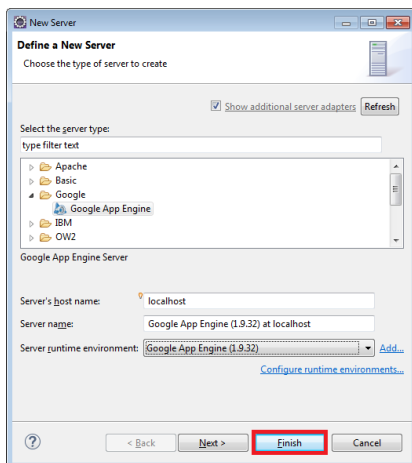 New Server
Define a New Server
Choose the type of server to create
Show additional server adapters Refresh
Select the server type:
type filter text
Apache
Basic
Google
Google App Engine
IBM
OW2
Google App Engine Server
Server's host name: localhost
Server name: Google App Engine (1.9.32) at localhost
Server runtime environment: Google App Engine (1.9.32) Add...
Configure runtime environments...
? < Back Next > Finish Cancel